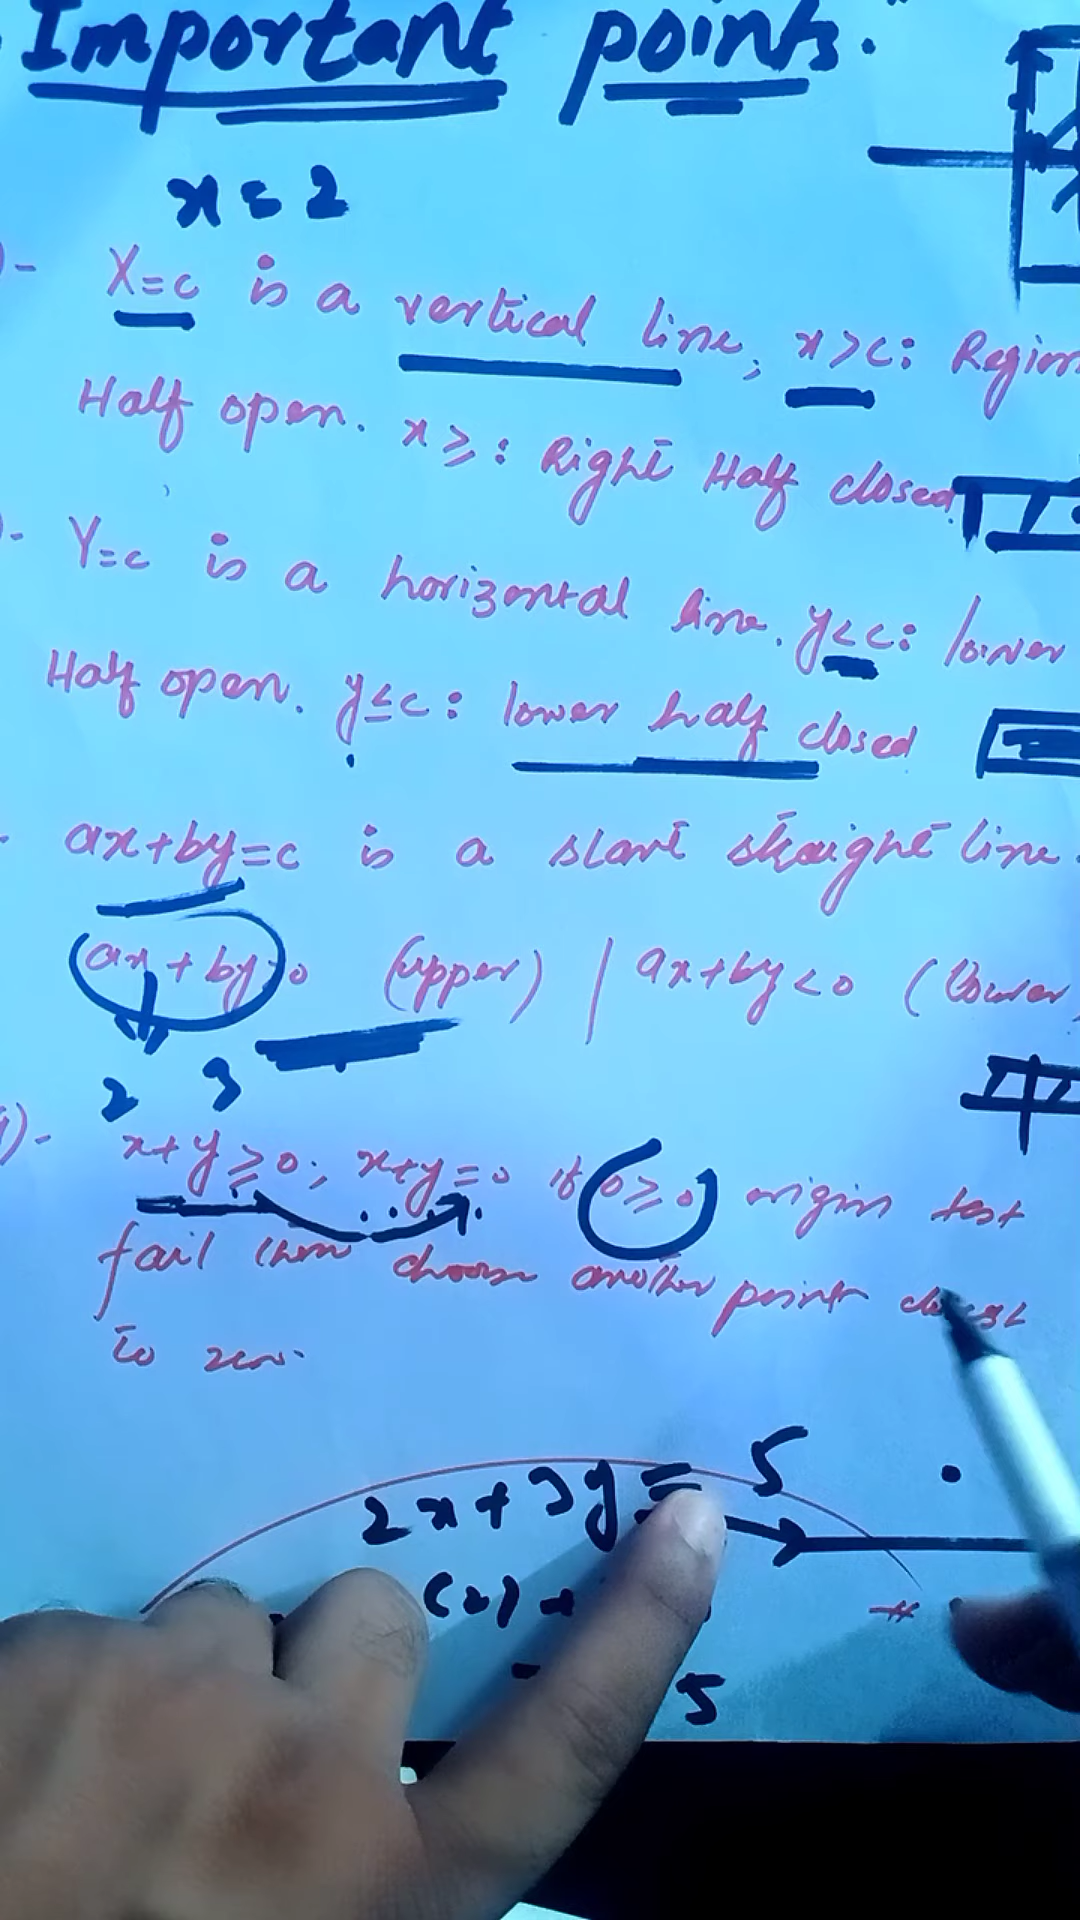 Important points."
x = 2
)- X=c is a vertical line, x>c: Region
Half open. x ≥ : Right Half closed
)- Y=c is a horizontal line. y<c: lower
Half open. y≤c: lower half closed
- ax+by=c is a slant straight line.
ax + by>0 (upper) | ax+by<0 (lower)
2 3
)- x+y≥0; x+y=0 if 0≥0 origin test
fail then choose another point closest
to zero.
2x+3y= 5
5